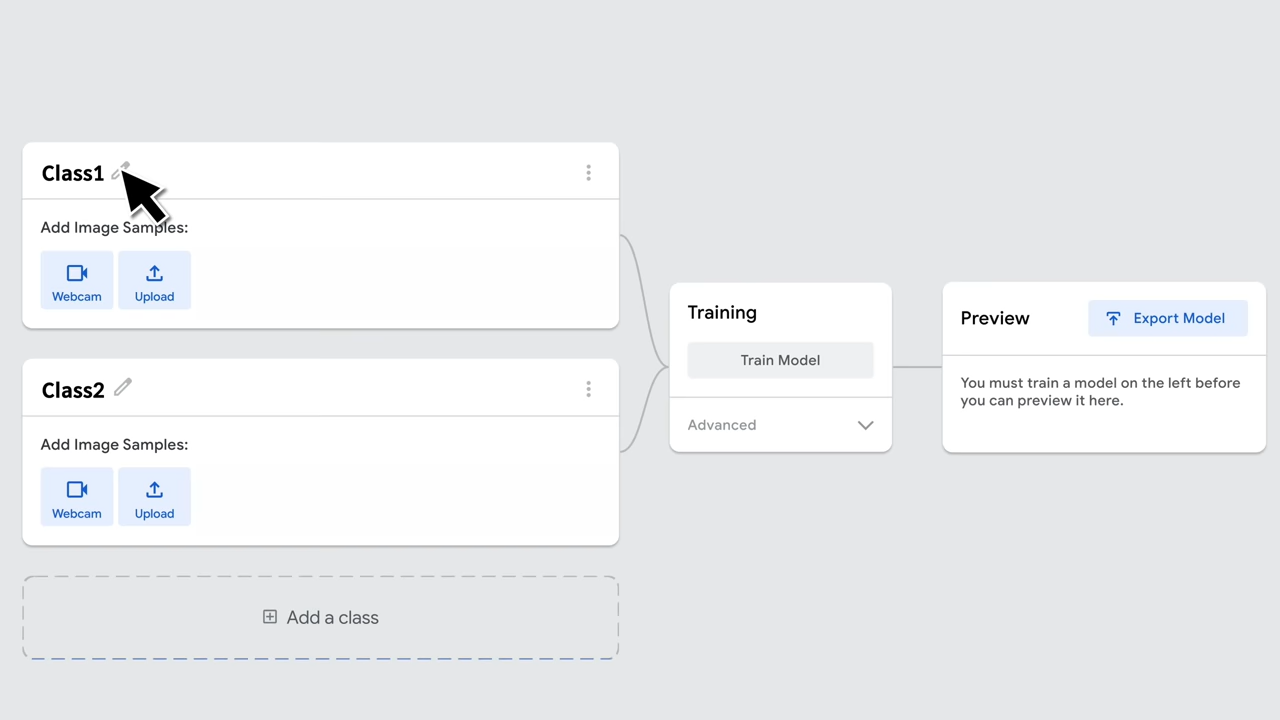 Class1
Add Image Samples:
Webcam
Upload
Class2
Add Image Samples:
Webcam
Upload
Add a class
Training
Train Model
Advanced
Preview
Export Model
You must train a model on the left before
you can preview it here.